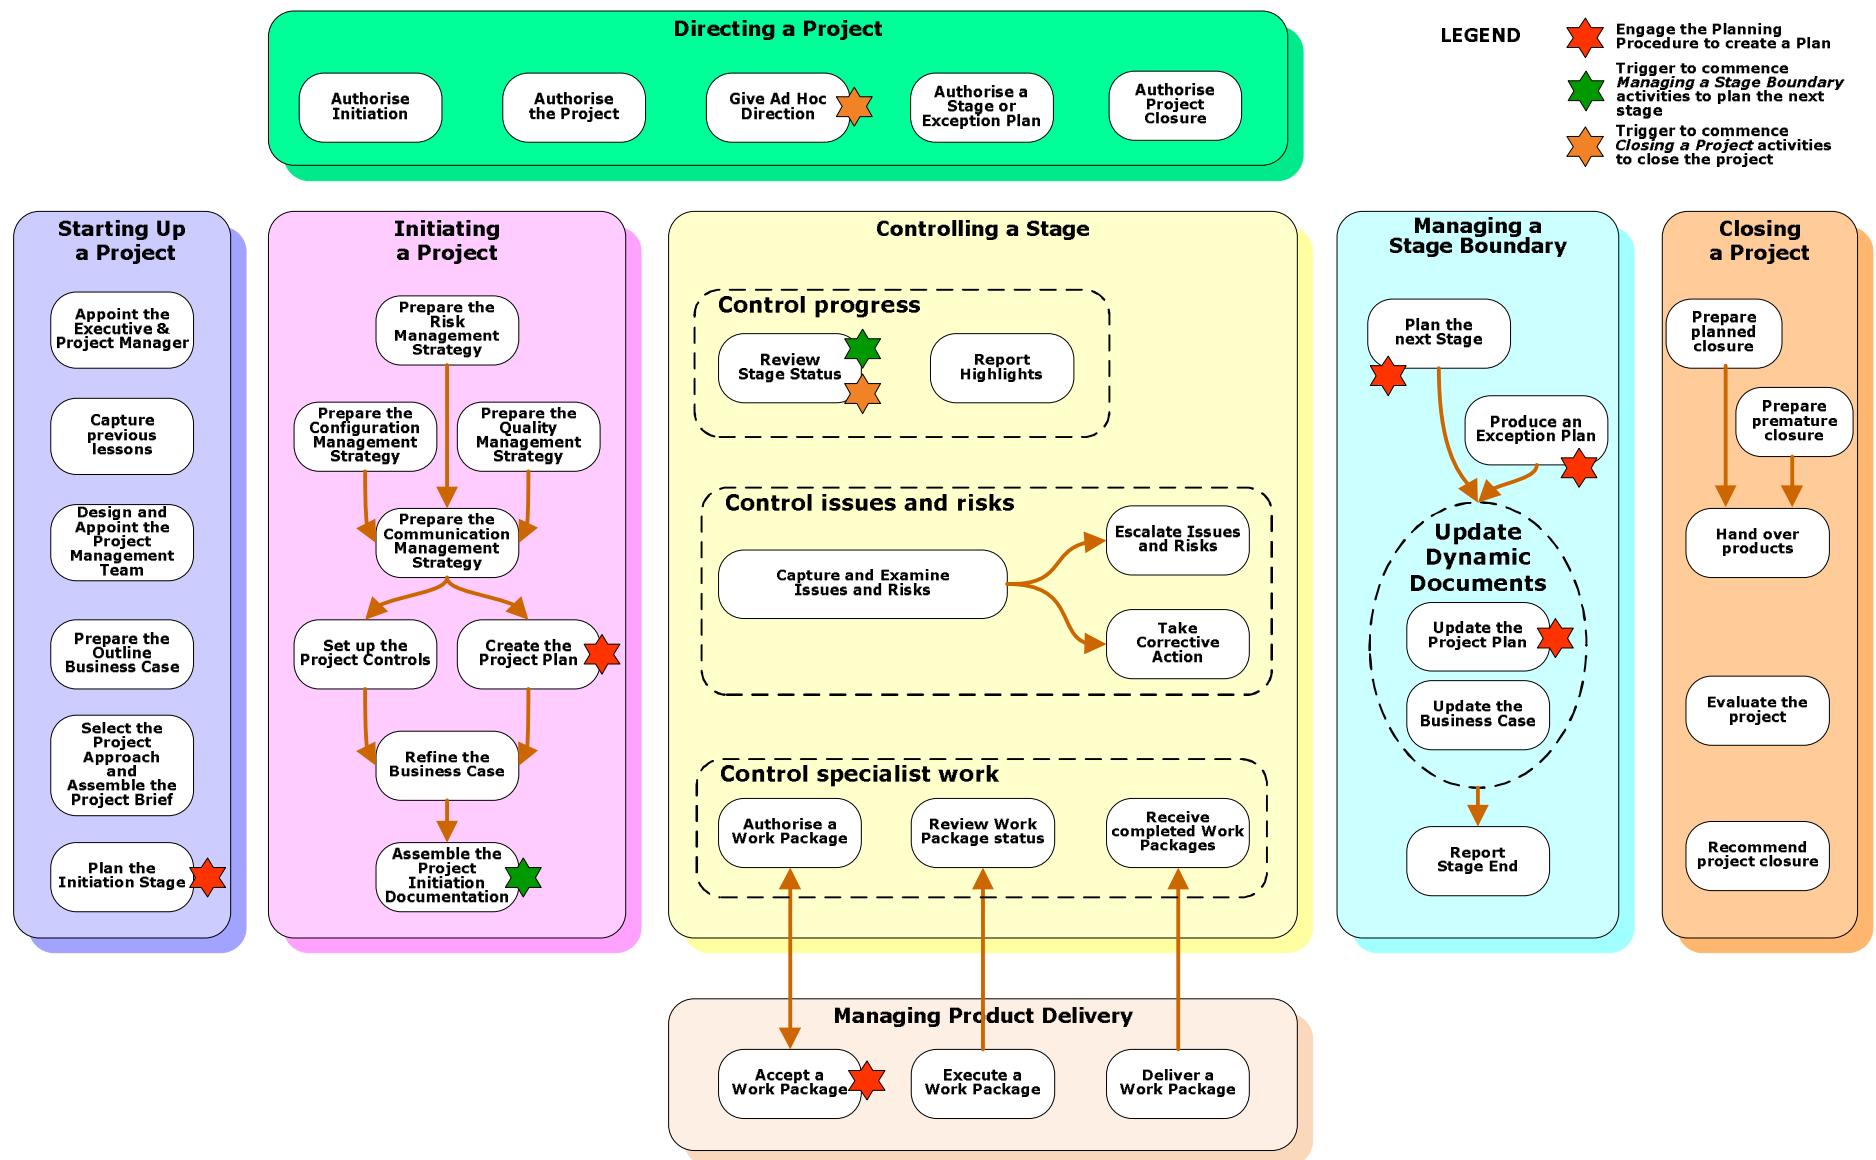 Directing a Project
Authorise
Initiation
Authorise
the Project
Give Ad Hoc
Direction
Authorise a
Stage or
Exception Plan
Authorise
Project
Closure
LEGEND
Engage the Planning
Procedure to create a Plan
Trigger to commence
Managing a Stage Boundary
activities to plan the next
stage
Trigger to commence
Closing a Project activities
to close the project
Starting Up
a Project
Appoint the
Executive &
Project Manager
Capture
previous
lessons
Design and
Appoint the
Project
Management
Team
Prepare the
Outline
Business Case
Select the
Project
Approach
and
Assemble the
Project Brief
Plan the
Initiation Stage
Initiating
a Project
Prepare the
Risk
Management
Strategy
Prepare the
Configuration
Management
Strategy
Prepare the
Quality
Management
Strategy
Prepare the
Communication
Management
Strategy
Set up the
Project Controls
Create the
Project Plan
Refine the
Business Case
Assemble the
Project
Initiation
Documentation
Controlling a Stage
Control progress
Review
Stage Status
Report
Highlights
Control issues and risks
Capture and Examine
Issues and Risks
Escalate Issues
and Risks
Take
Corrective
Action
Control specialist work
Authorise a
Work Package
Review Work
Package status
Receive
completed Work
Packages
Managing a
Stage Boundary
Plan the
next Stage
Produce an
Exception Plan
Update
Dynamic
Documents
Update the
Project Plan
Update the
Business Case
Report
Stage End
Closing
a Project
Prepare
planned
closure
Prepare
premature
closure
Hand over
products
Evaluate the
project
Recommend
project closure
Managing Product Delivery
Accept a
Work Package
Execute a
Work Package
Deliver a
Work Package